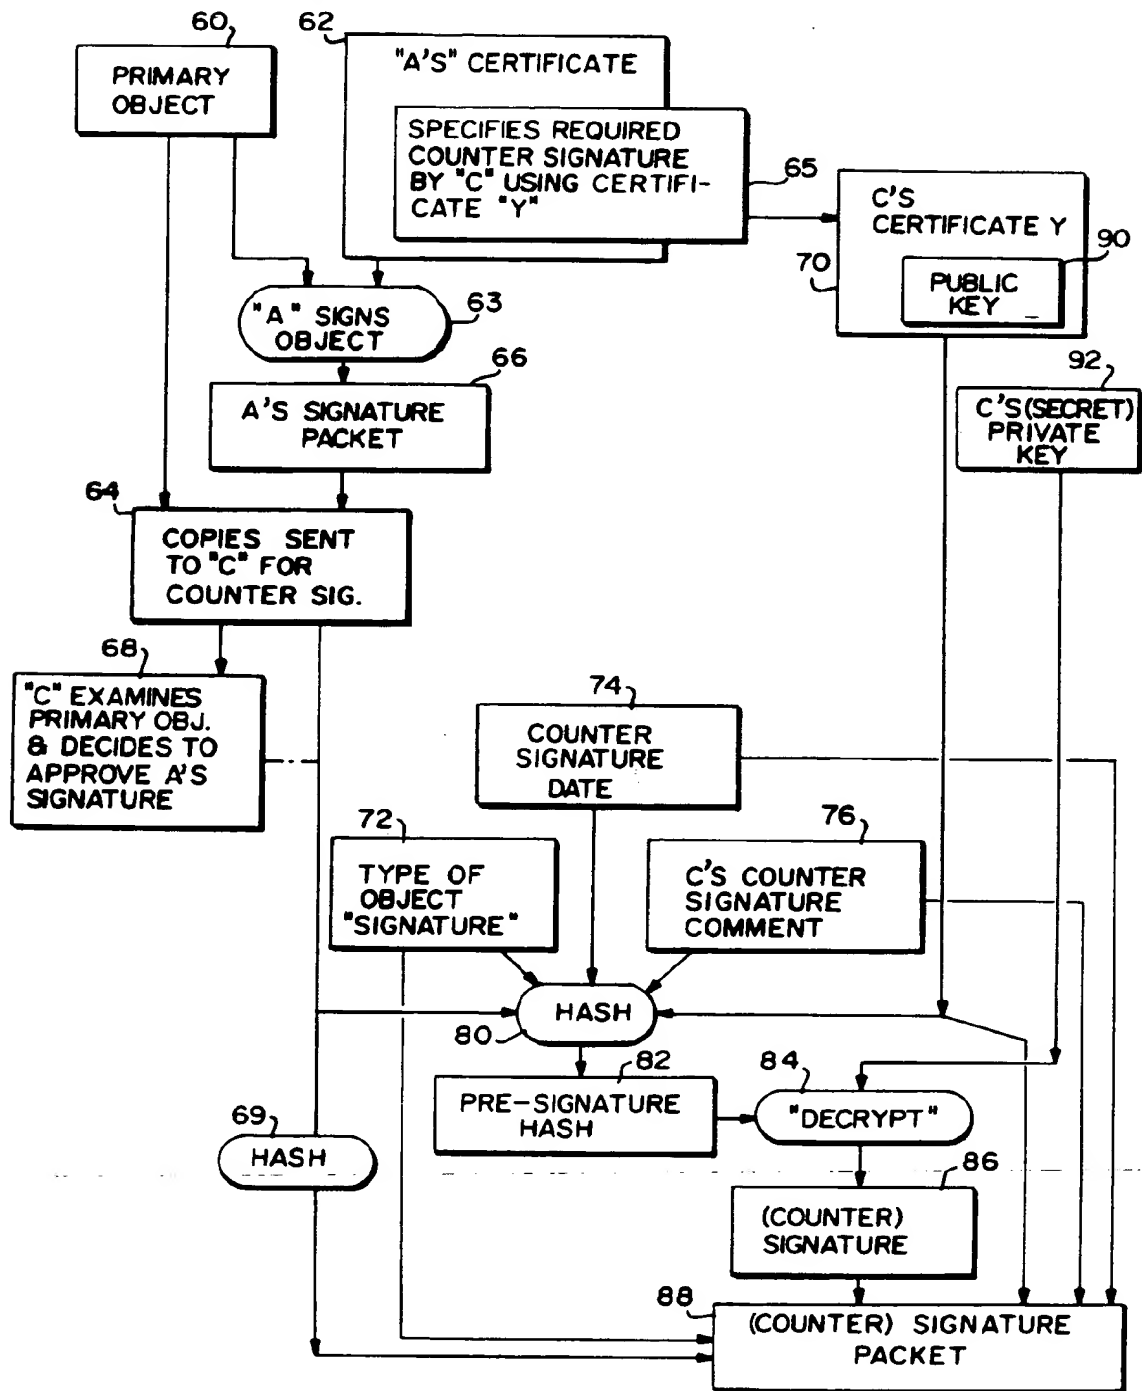 60
PRIMARY
OBJECT
62
"A'S" CERTIFICATE
SPECIFIES REQUIRED
COUNTER SIGNATURE
BY "C" USING CERTIFI-
CATE "Y"
65
C'S
CERTIFICATE Y
70
90
PUBLIC
KEY
"A" SIGNS
OBJECT
63
66
A'S SIGNATURE
PACKET
92
C'S (SECRET)
PRIVATE
KEY
64
COPIES SENT
TO "C" FOR
COUNTER SIG.
68
"C" EXAMINES
PRIMARY OBJ.
& DECIDES TO
APPROVE A'S
SIGNATURE
74
COUNTER
SIGNATURE
DATE
72
TYPE OF
OBJECT
"SIGNATURE"
76
C'S COUNTER
SIGNATURE
COMMENT
HASH
80
82
PRE-SIGNATURE
HASH
84
"DECRYPT"
69
HASH
86
(COUNTER)
SIGNATURE
88
(COUNTER) SIGNATURE
PACKET